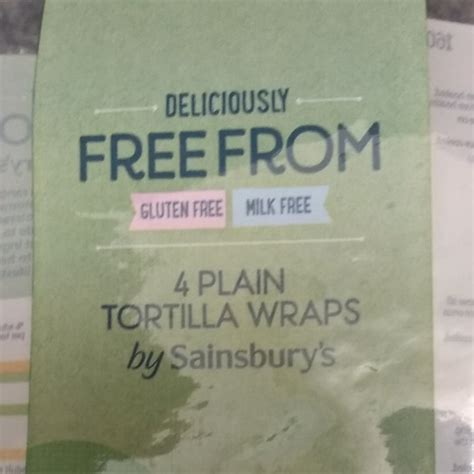 DELICIOUSLY
FREE FROM
GLUTEN FREE MILK FREE
4 PLAIN
TORTILLA WRAPS
by Sainsbury's